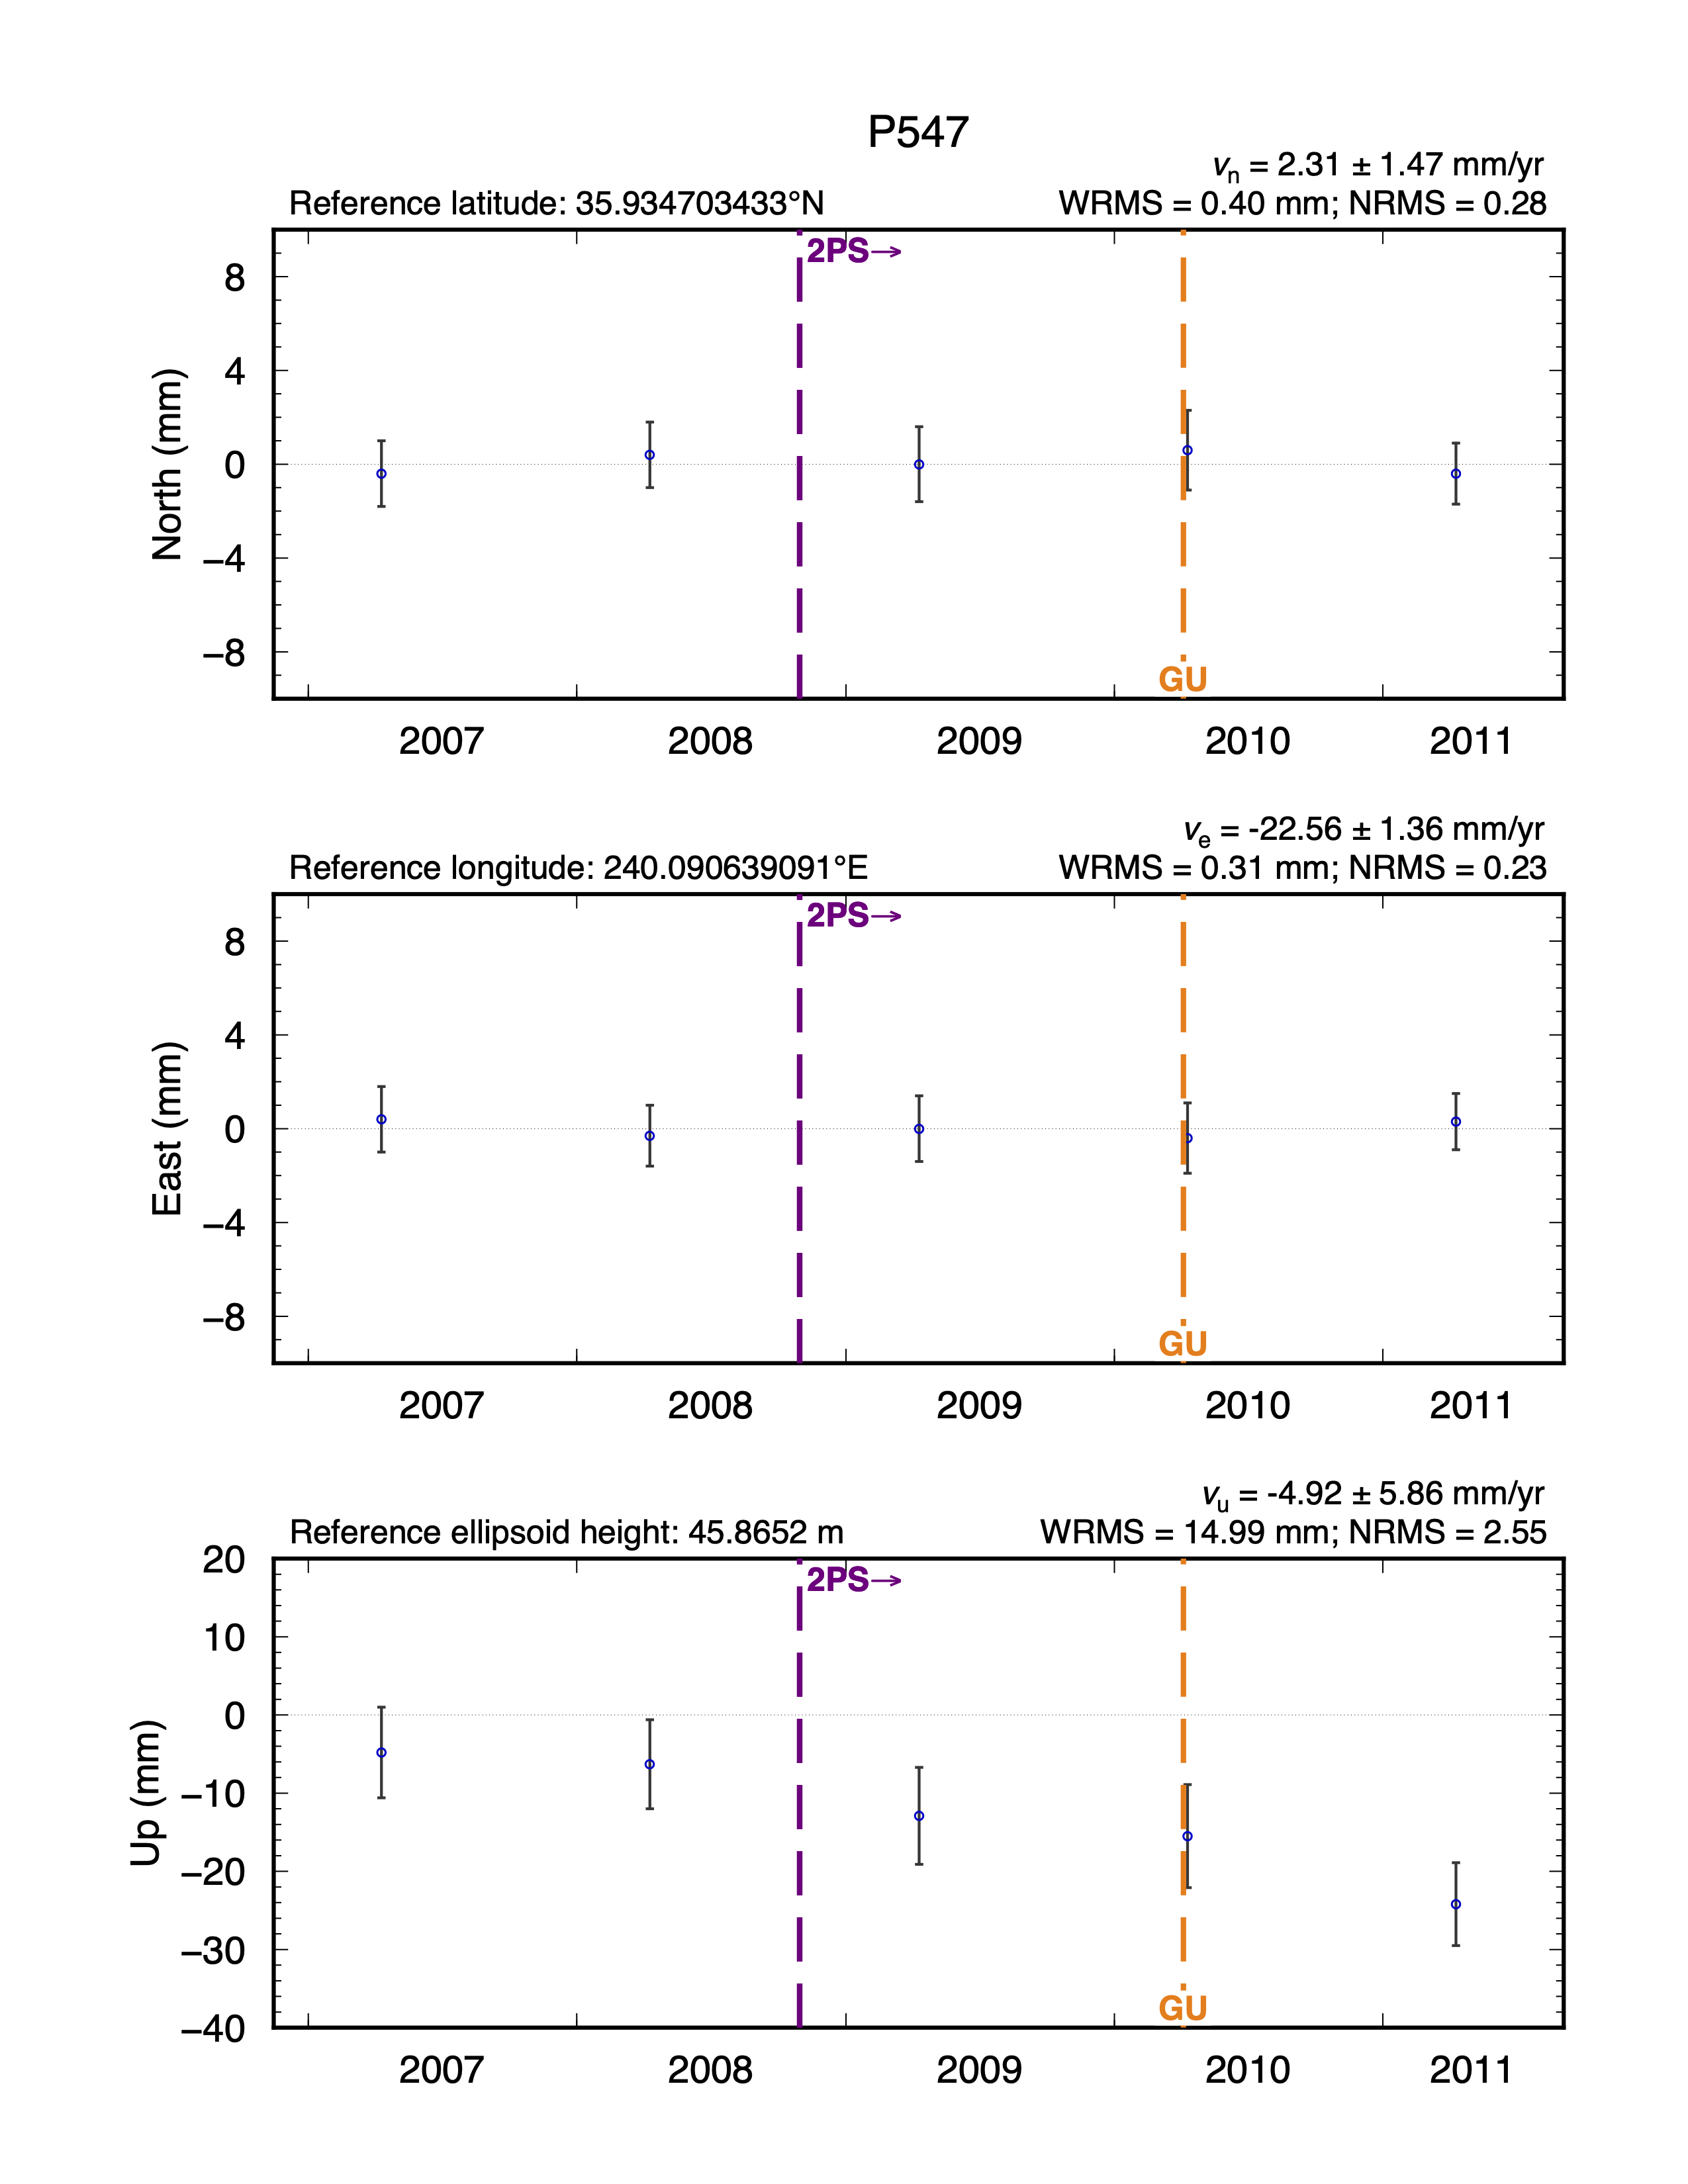 P547
vn = 2.31 ± 1.47 mm/yr
Reference latitude: 35.934703433°N
WRMS = 0.40 mm; NRMS = 0.28
2PS→
8
4
0
−4
−8
North (mm)
GU
2007 2008 2009 2010 2011
ve = -22.56 ± 1.36 mm/yr
Reference longitude: 240.090639091°E
WRMS = 0.31 mm; NRMS = 0.23
2PS→
8
4
0
−4
−8
East (mm)
GU
2007 2008 2009 2010 2011
vu = -4.92 ± 5.86 mm/yr
Reference ellipsoid height: 45.8652 m
WRMS = 14.99 mm; NRMS = 2.55
2PS→
20
10
0
−10
−20
−30
−40
Up (mm)
GU
2007 2008 2009 2010 2011